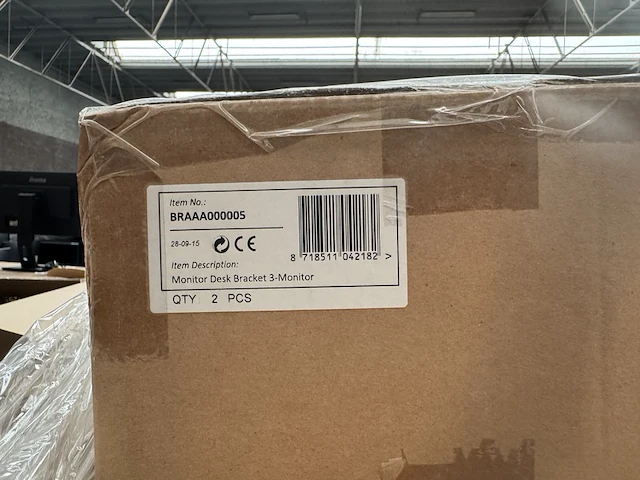 Item No.:
BRAAA000005
28-09-15 CE
8 718511 042182 >
Item Description:
Monitor Desk Bracket 3-Monitor
QTY 2 PCS